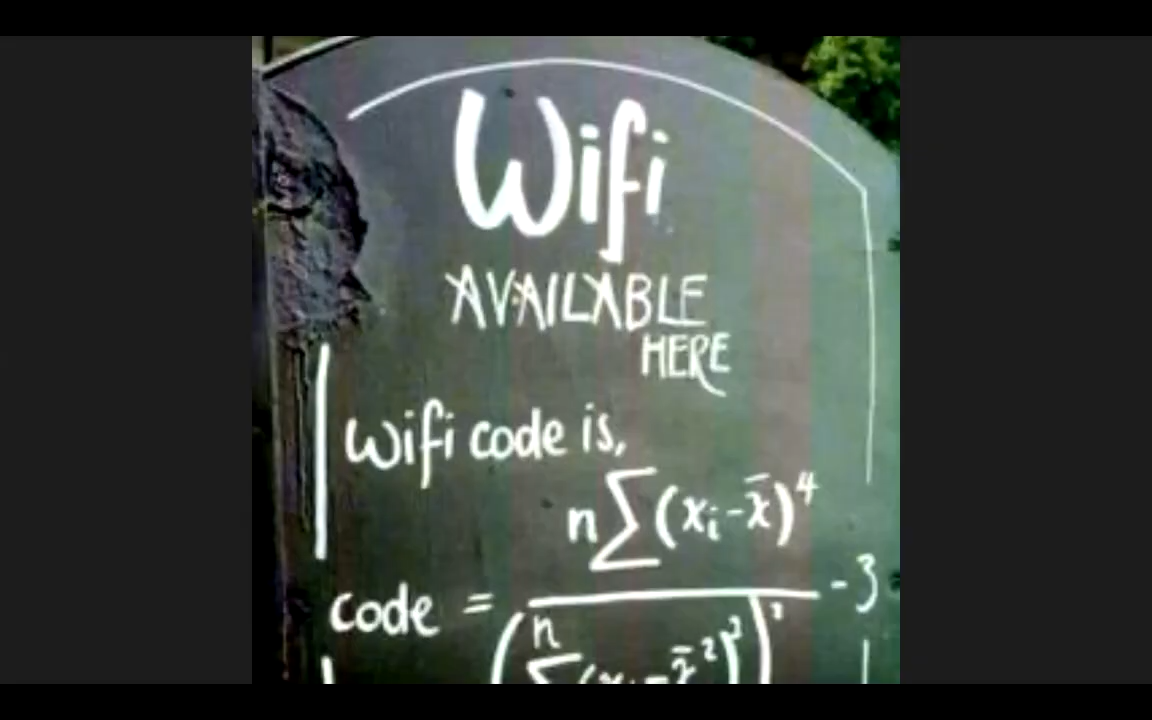 Wifi
AVAILABLE
HERE
Wifi code is,
n∑(xᵢ-x̄)⁴
code = -3
n